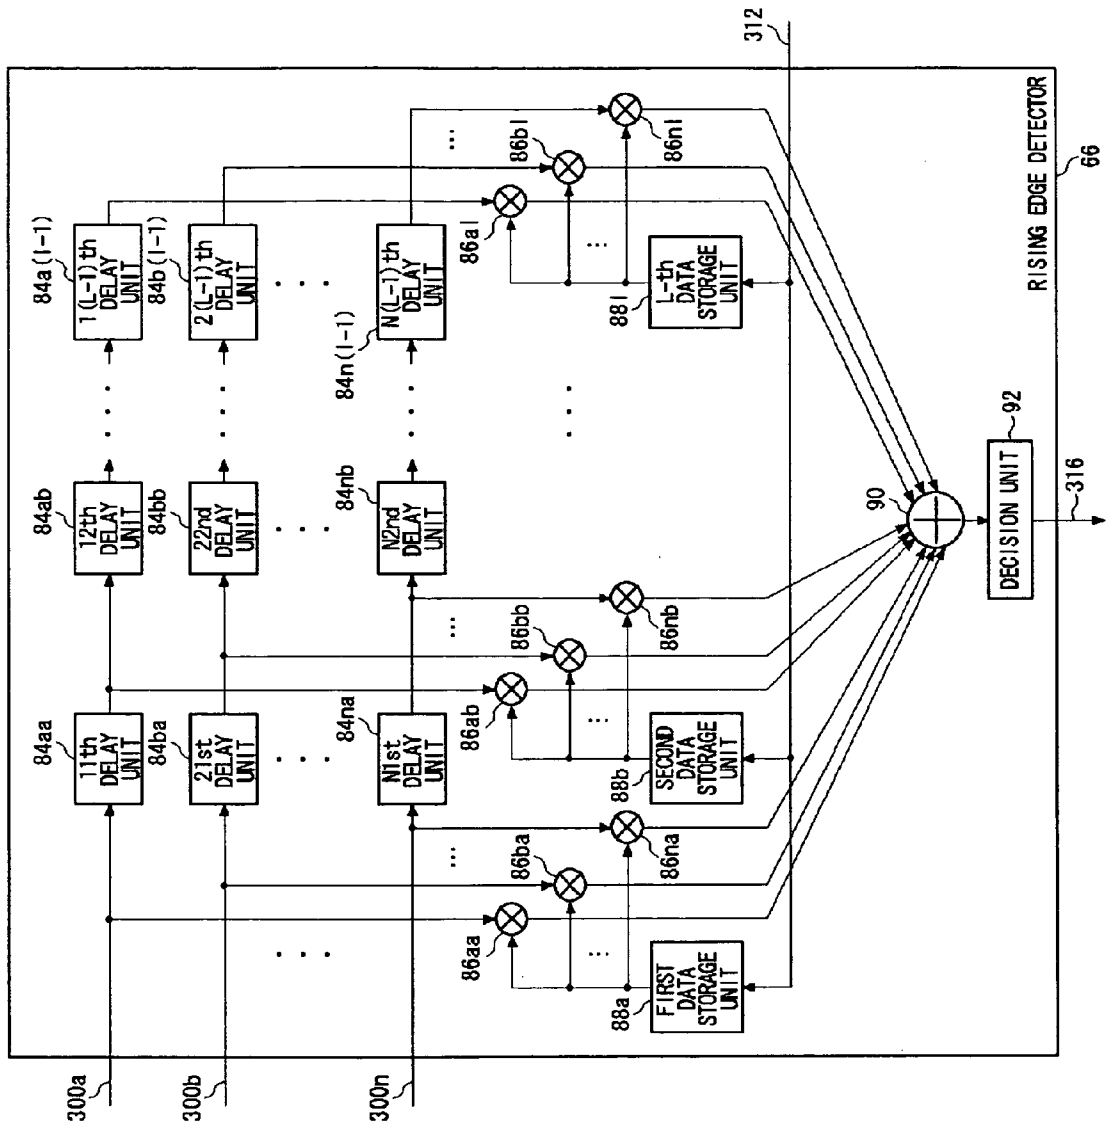 312
84a(l-1)
1(L-1)th
DELAY
UNIT
84b(l-1)
2(L-1)th
DELAY
UNIT
84n(l-1)
N(L-1)th
DELAY
UNIT
...
86al
86bl
86nl
...
88l
L-th
DATA
STORAGE
UNIT
84ab
12th
DELAY
UNIT
84bb
22nd
DELAY
UNIT
84nb
N2nd
DELAY
UNIT
84aa
11th
DELAY
UNIT
84ba
21st
DELAY
UNIT
84na
N1st
DELAY
UNIT
...
86ab
86bb
86nb
...
88b
SECOND
DATA
STORAGE
UNIT
...
86aa
86ba
86na
...
88a
FIRST
DATA
STORAGE
UNIT
90
DECISION UNIT
92
316
RISING EDGE DETECTOR
66
300a
300b
300n